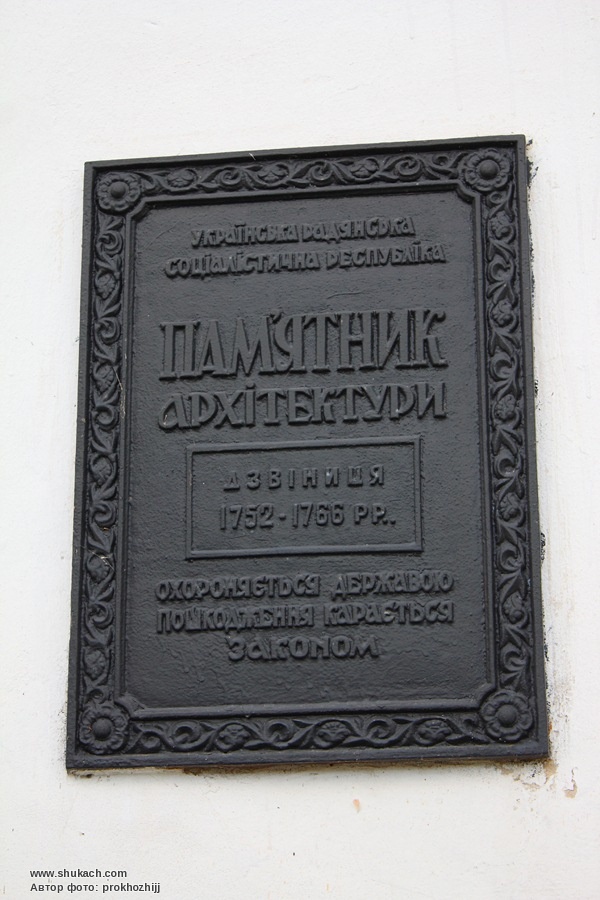 Українська Радянська
Соціалістична Республіка
Пам'ятник
архітектури
ДЗВІНИЦЯ
1752-1766 РР.
Охороняється державою
Пошкодження карається
законом
www.shukach.com
Автор фото: prokhozhijj